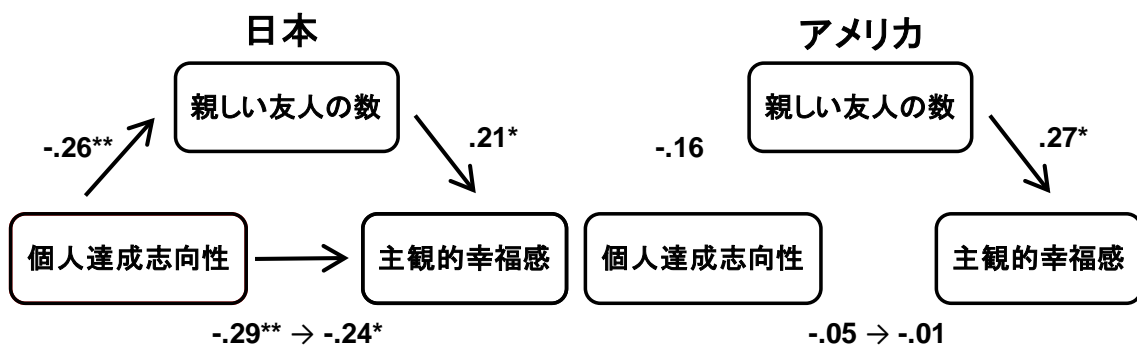 日本
親しい友人の数
-.26**
.21*
個人達成志向性
主観的幸福感
-.29** → -.24*
アメリカ
親しい友人の数
-.16
.27*
個人達成志向性
主観的幸福感
-.05 → -.01